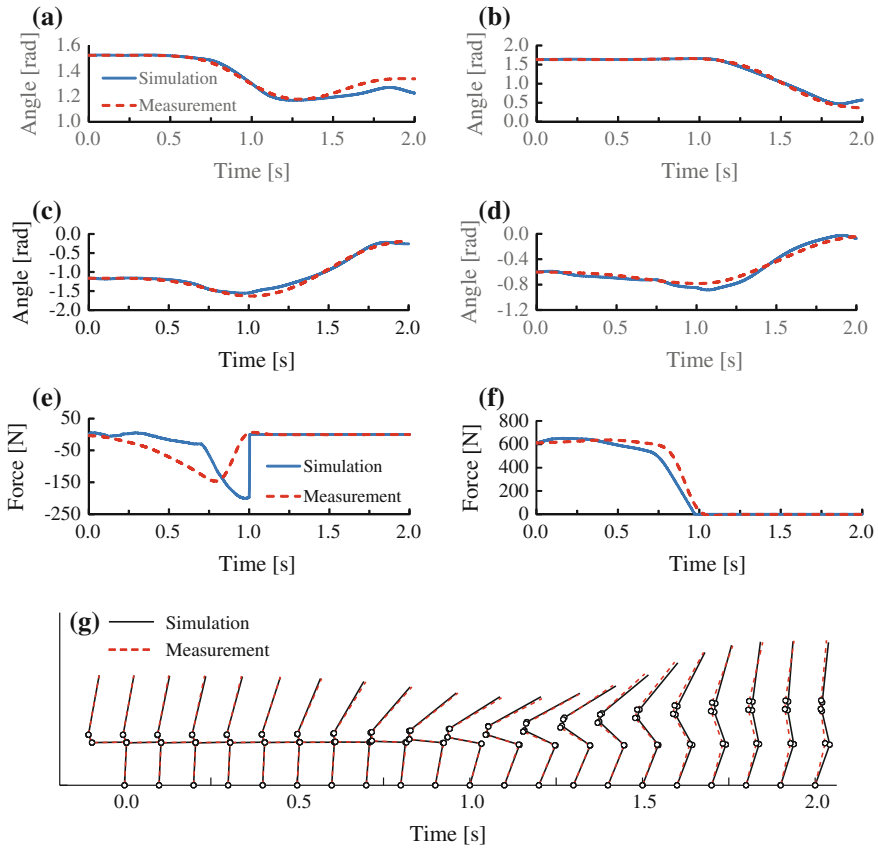 (a)
Angle [rad]
1.6
1.4
1.2
1.0
Simulation
Measurement
0.0 0.5 1.0 1.5 2.0
Time [s]
(b)
Angle [rad]
2.0
1.5
1.0
0.5
0.0
0.0 0.5 1.0 1.5 2.0
Time [s]
(c)
Angle [rad]
0.0
-0.5
-1.0
-1.5
-2.0
0.0 0.5 1.0 1.5 2.0
Time [s]
(d)
Angle [rad]
0.0
-0.4
-0.8
-1.2
0.0 0.5 1.0 1.5 2.0
Time [s]
(e)
Force [N]
50
-50
-150
-250
Simulation
Measurement
0.0 0.5 1.0 1.5 2.0
Time [s]
(f)
Force [N]
800
600
400
200
0
0.0 0.5 1.0 1.5 2.0
Time [s]
(g)
Simulation
Measurement
0.0 0.5 1.0 1.5 2.0
Time [s]